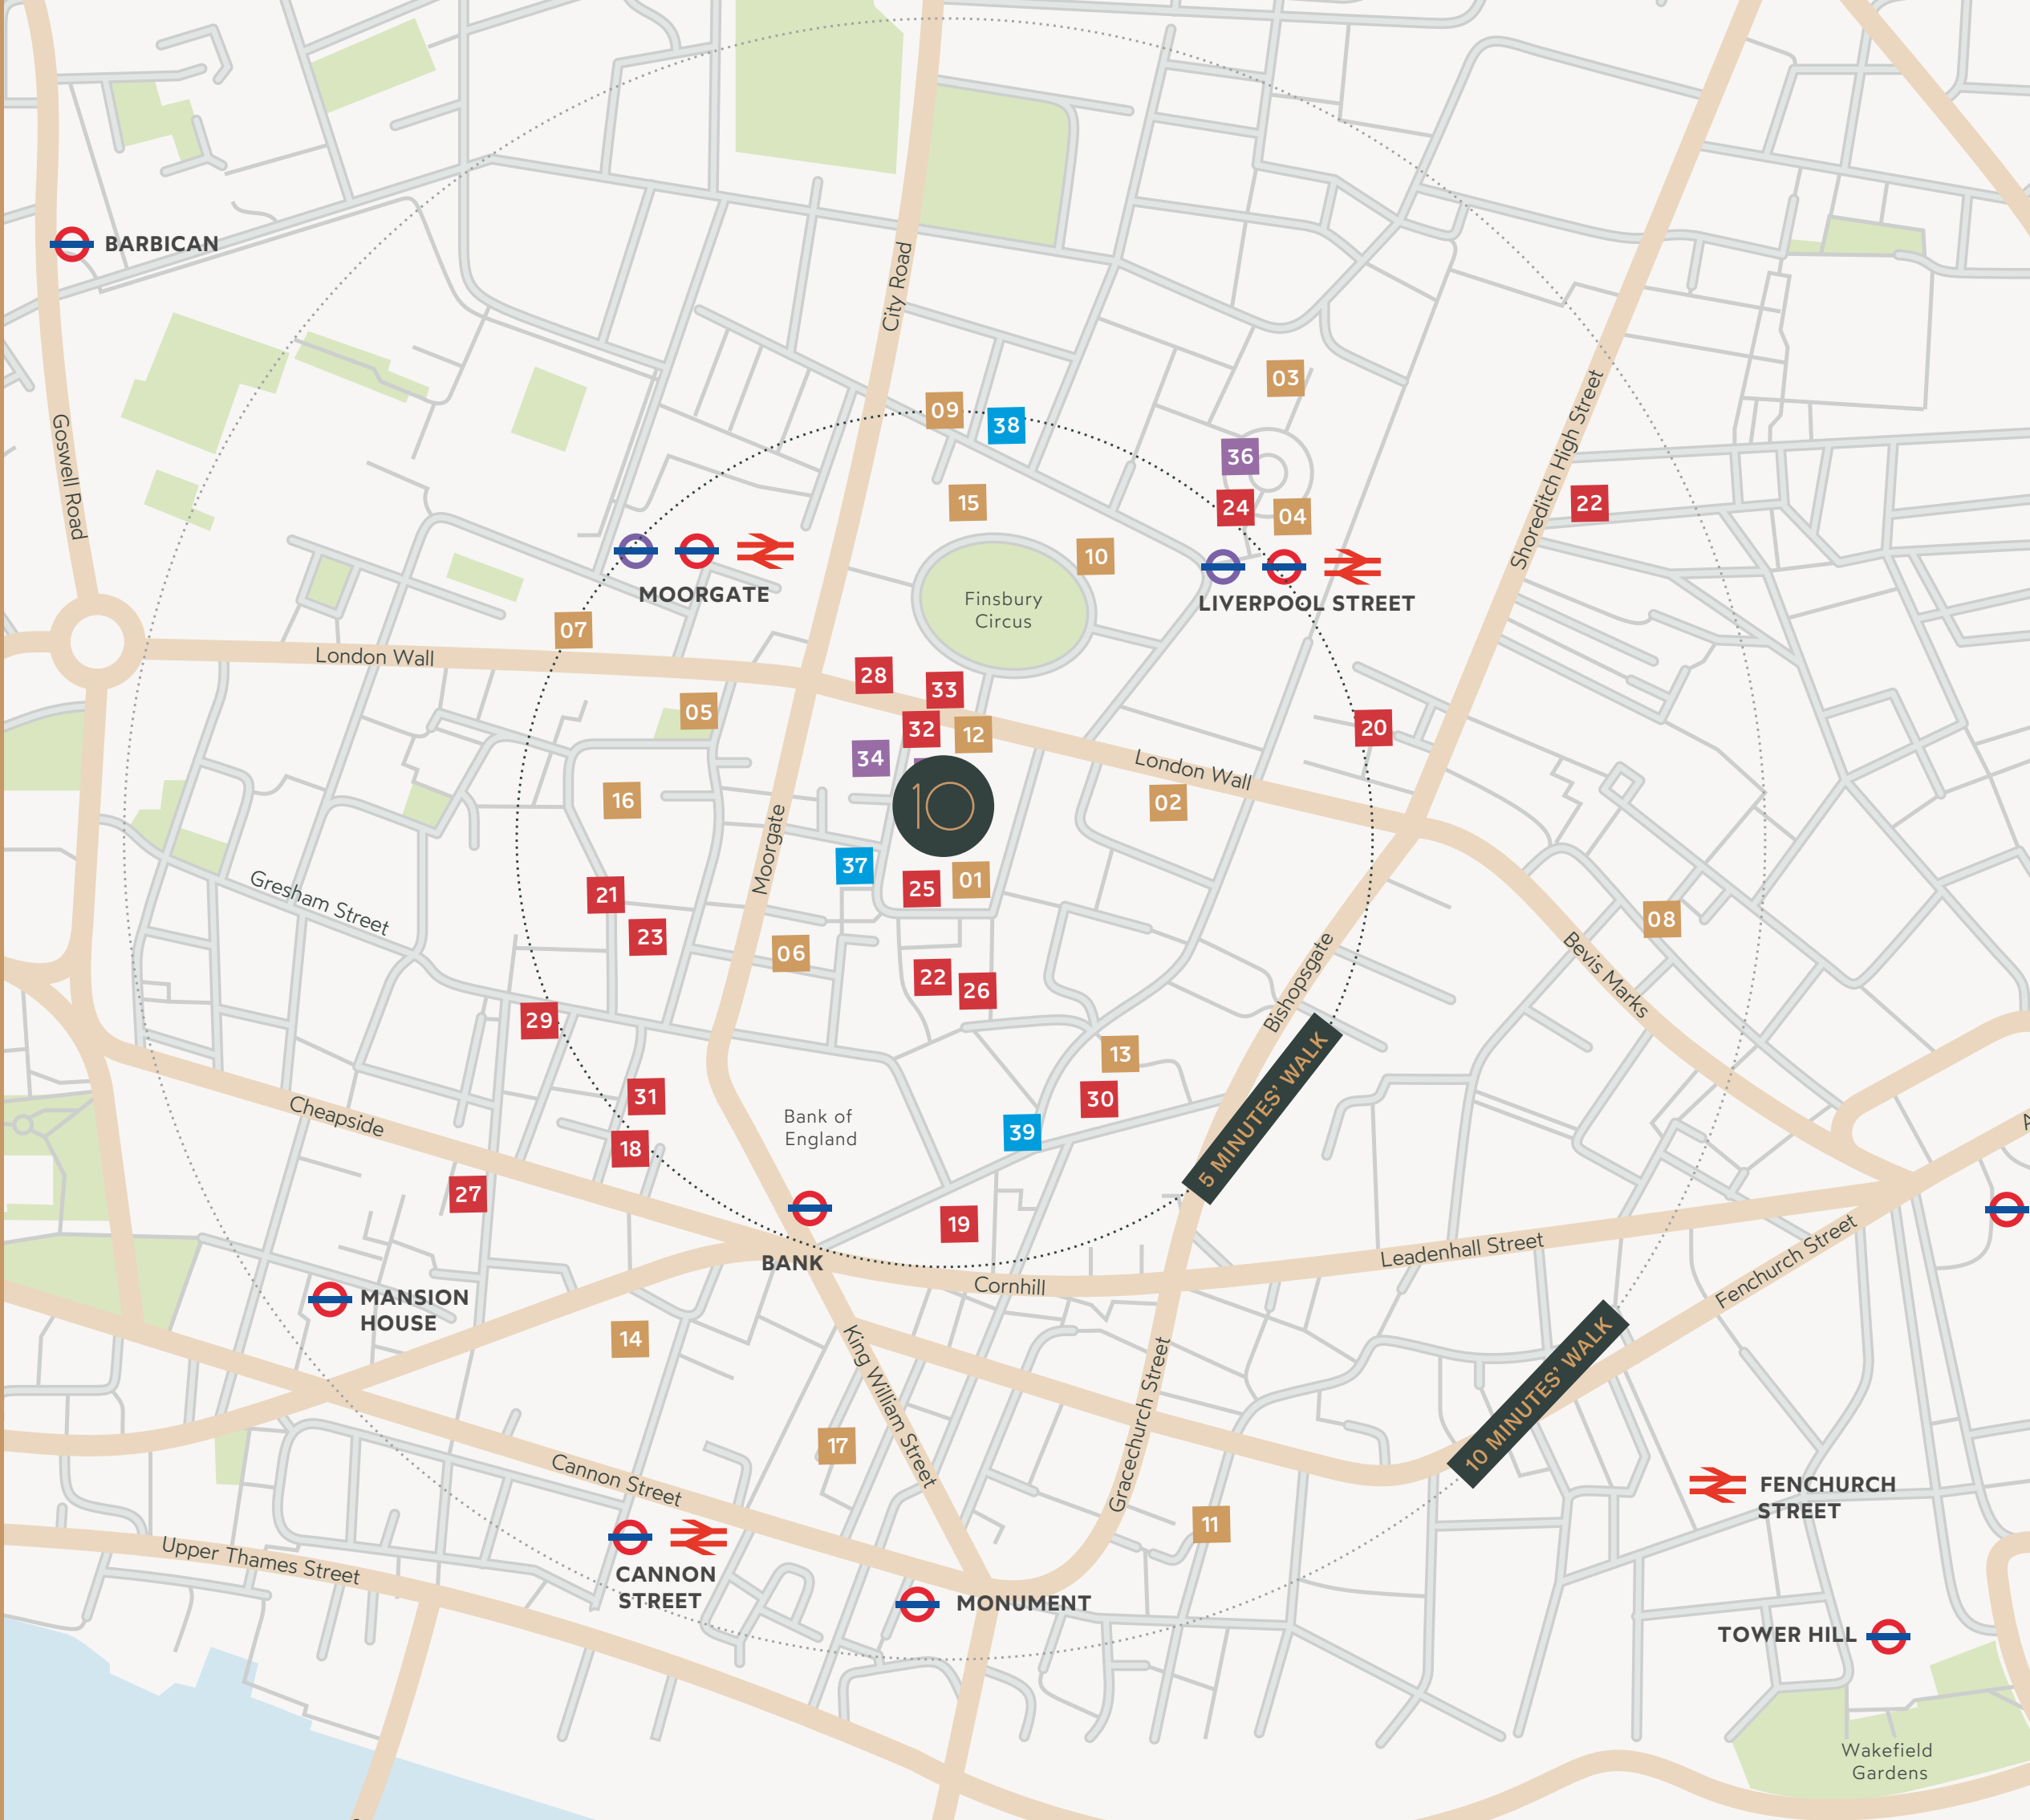 BARBICAN
City Road
03
09
38
Goswell Road
36
Shoreditch High Street
24
04
22
15
10
MOORGATE
LIVERPOOL STREET
Finsbury
Circus
07
London Wall
28
33
05
32
12
20
34
London Wall
16
10
02
Moorgate
37
25
01
Gresham Street
21
08
23
06
Bishopsgate
Bevis Marks
22
26
29
13
5 MINUTES' WALK
31
30
Cheapside
Bank of
England
39
18
27
19
BANK
Cornhill
Leadenhall Street
Fenchurch Street
MANSION
HOUSE
14
King William Street
Gracechurch Street
10 MINUTES' WALK
17
Cannon Street
FENCHURCH
STREET
11
Upper Thames Street
CANNON
STREET
MONUMENT
TOWER HILL
Wakefield
Gardens